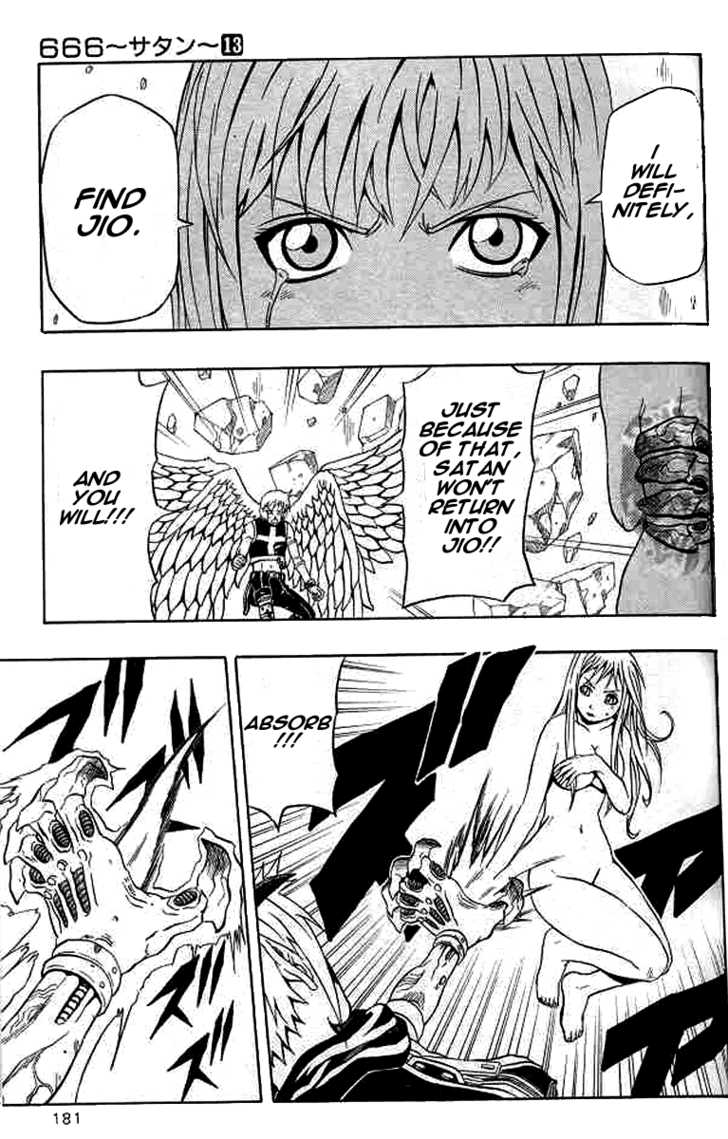 666～サタン～13
I
WILL
DEFI-
NITELY,
FIND
JIO.
JUST
BECAUSE
OF THAT,
SATAN
WON'T
RETURN
INTO
JIO!!
AND
YOU
WILL!!!
ABSORB
!!!
181